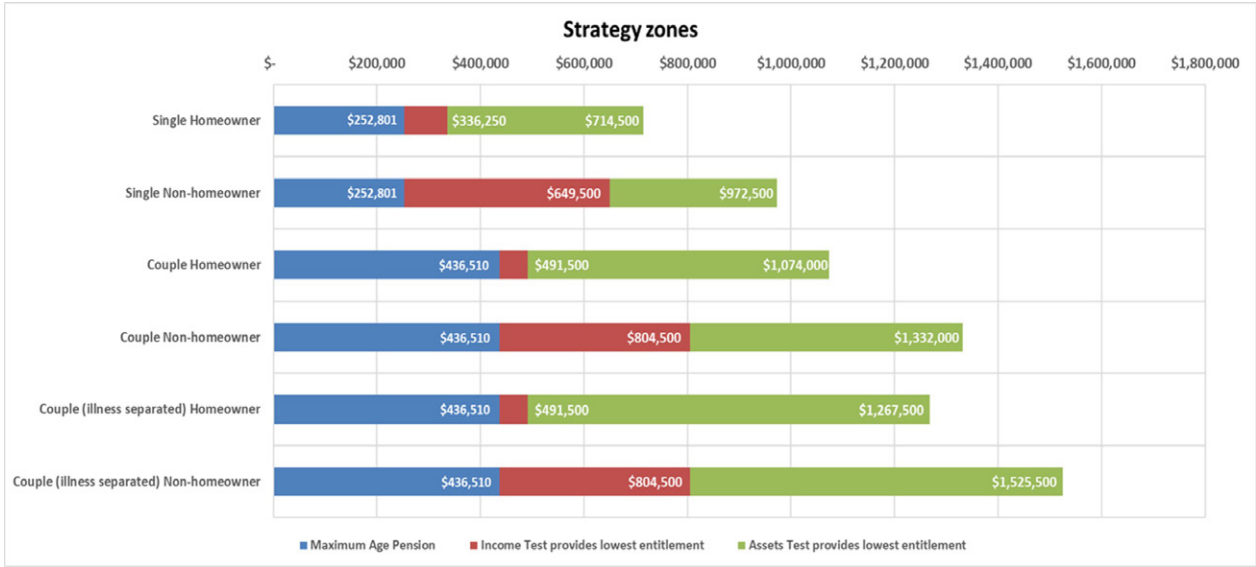 Strategy zones
$- $200,000 $400,000 $600,000 $800,000 $1,000,000 $1,200,000 $1,400,000 $1,600,000 $1,800,000
Single Homeowner $252,801 $336,250 $714,500
Single Non-homeowner $252,801 $649,500 $972,500
Couple Homeowner $436,510 $491,500 $1,074,000
Couple Non-homeowner $436,510 $804,500 $1,332,000
Couple (illness separated) Homeowner $436,510 $491,500 $1,267,500
Couple (illness separated) Non-homeowner $436,510 $804,500 $1,525,500
Maximum Age Pension Income Test provides lowest entitlement Assets Test provides lowest entitlement